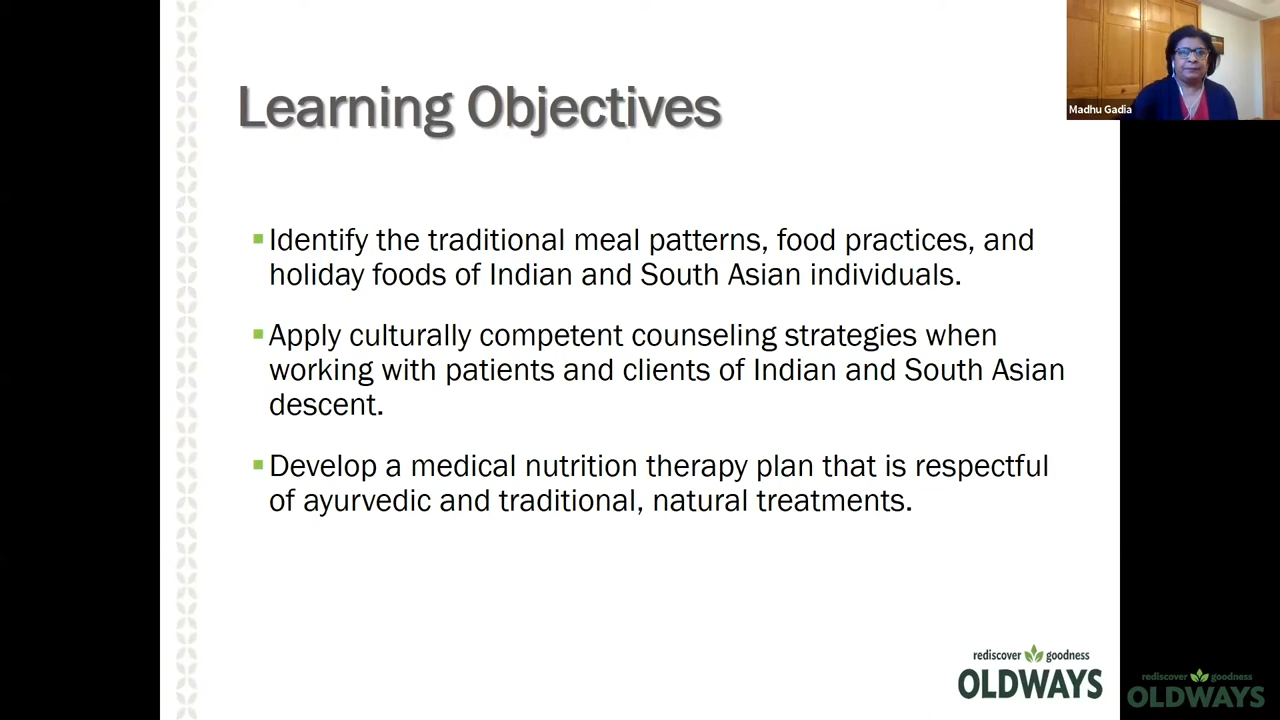 Learning Objectives
Madhu Gadia
Identify the traditional meal patterns, food practices, and
holiday foods of Indian and South Asian individuals.
Apply culturally competent counseling strategies when
working with patients and clients of Indian and South Asian
descent.
Develop a medical nutrition therapy plan that is respectful
of ayurvedic and traditional, natural treatments.
rediscover goodness
OLDWAYS
rediscover goodness
OLDWAYS